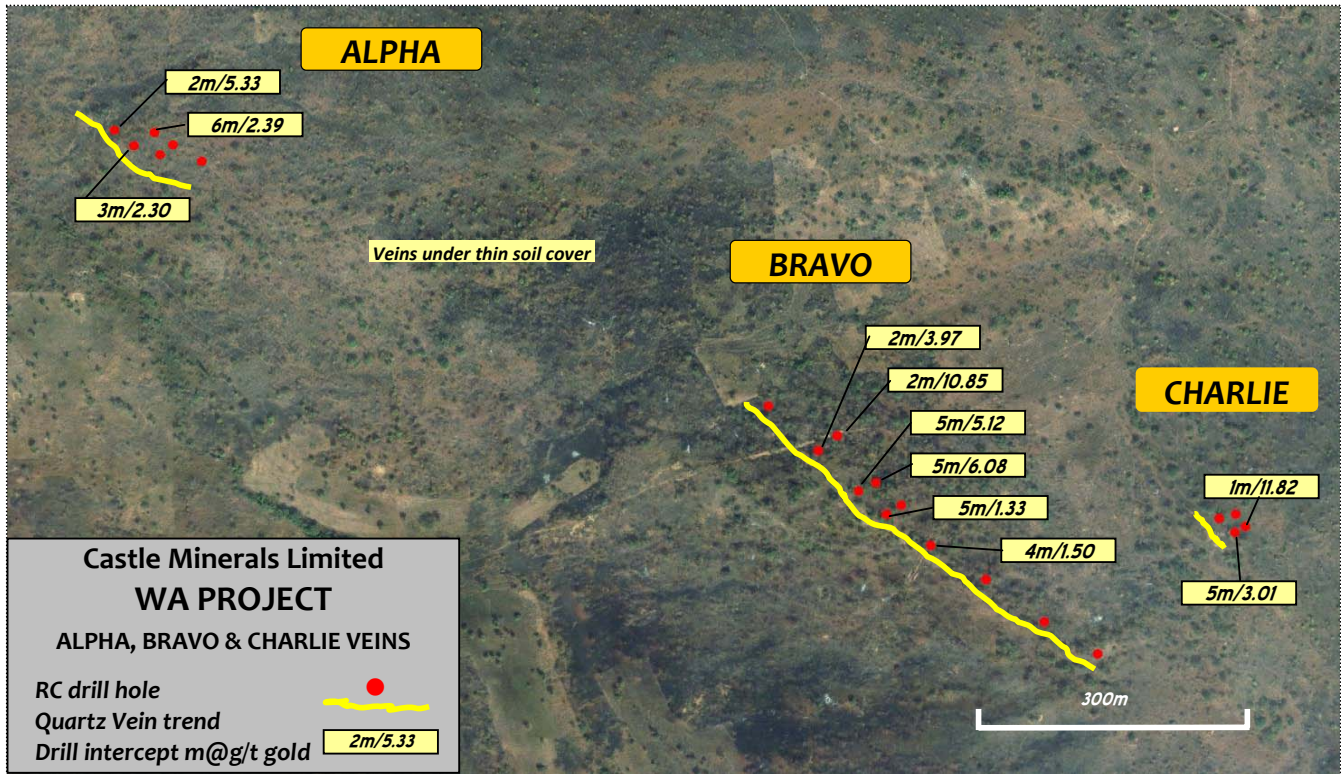 ALPHA
2m/5.33
6m/2.39
3m/2.30
Veins under thin soil cover
BRAVO
2m/3.97
2m/10.85
5m/5.12
5m/6.08
5m/1.33
4m/1.50
CHARLIE
1m/11.82
5m/3.01
300m
Castle Minerals Limited
WA PROJECT
ALPHA, BRAVO & CHARLIE VEINS
RC drill hole
Quartz Vein trend
Drill intercept m@g/t gold 2m/5.33